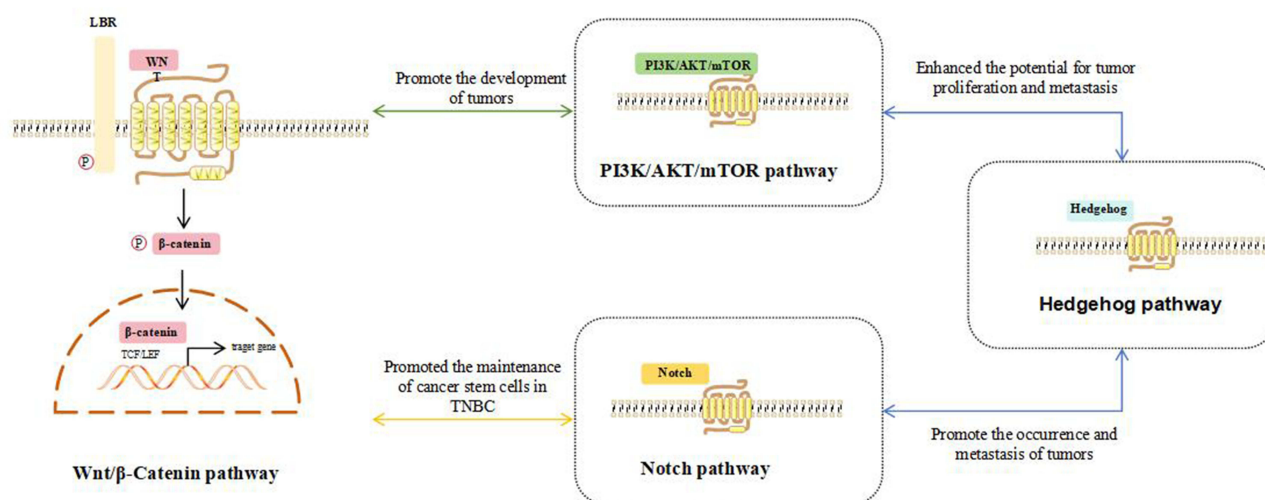 LBR
WN
T
P
P
β-catenin
β-catenin
TCF/LEF
traget gene
Wnt/β-Catenin pathway
Promote the development
of tumors
Promoted the maintenance
of cancer stem cells in
TNBC
PI3K/AKT/mTOR
PI3K/AKT/mTOR pathway
Notch
Notch pathway
Enhanced the potential for tumor
proliferation and metastasis
Hedgehog
Hedgehog pathway
Promote the occurrence and
metastasis of tumors